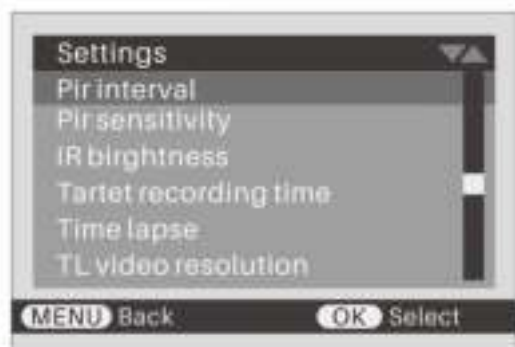 Settings
Pir interval
Pir sensitivity
IR birghtness
Tartet recording time
Time lapse
TL video resolution
MENU Back OK Select